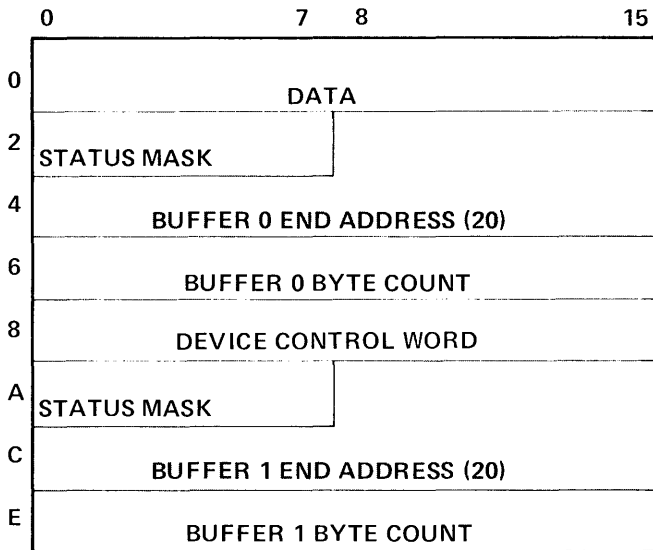 0 7 8 15
0
DATA
2
STATUS MASK
4
BUFFER 0 END ADDRESS (20)
6
BUFFER 0 BYTE COUNT
8
DEVICE CONTROL WORD
A
STATUS MASK
C
BUFFER 1 END ADDRESS (20)
E
BUFFER 1 BYTE COUNT